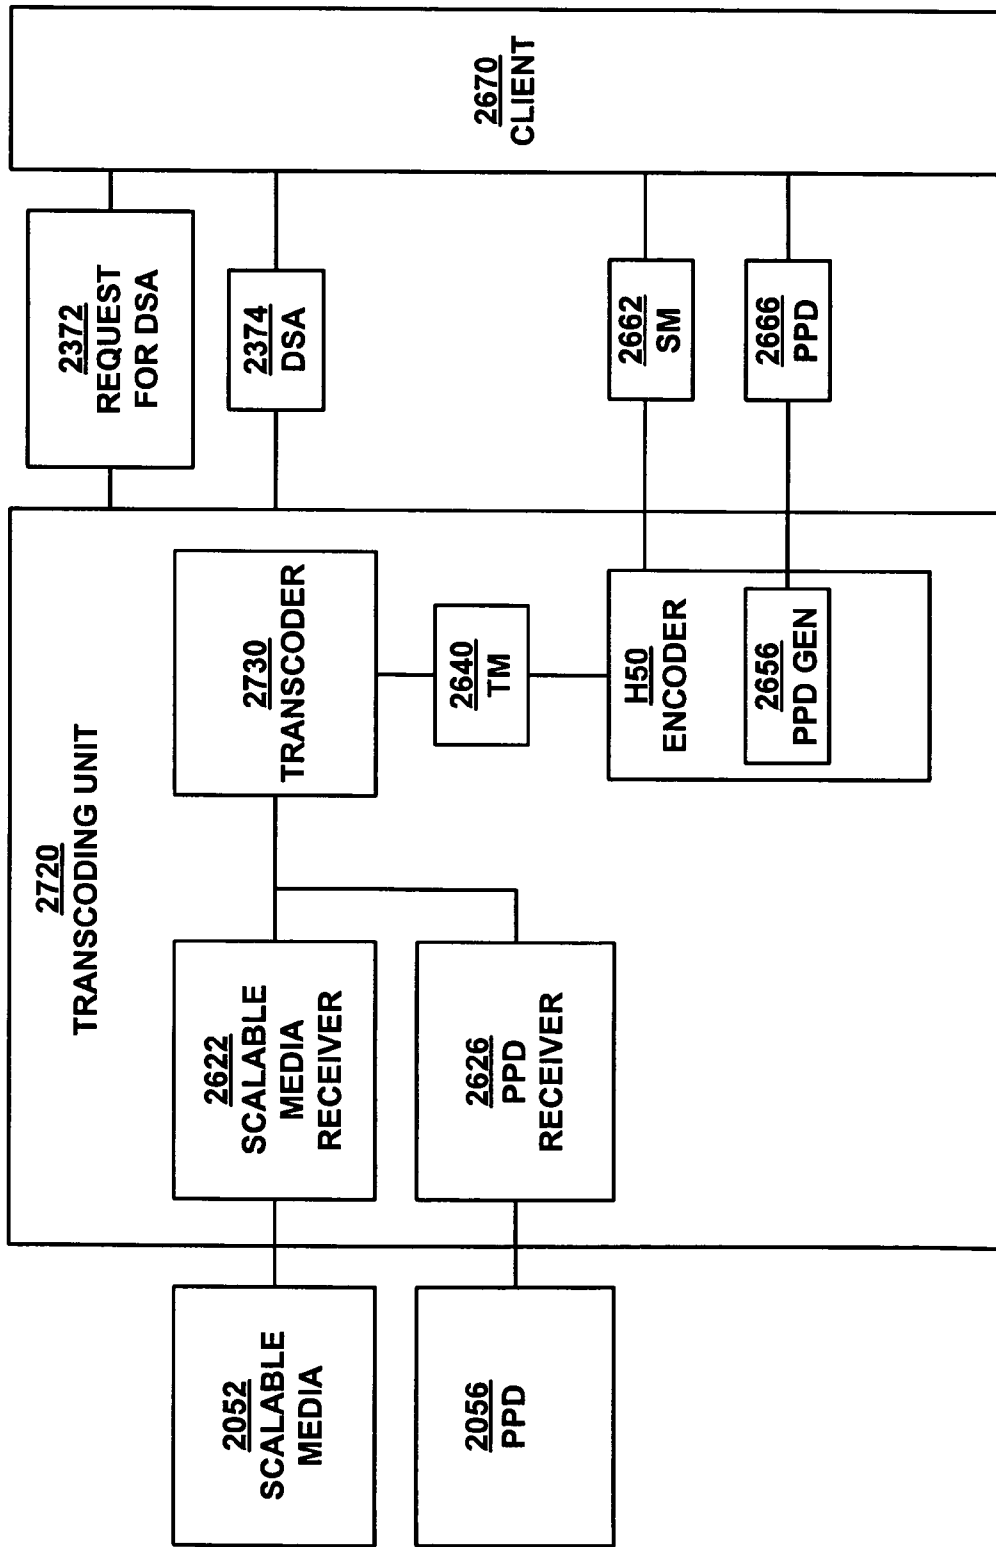 2720
TRANSCODING UNIT
2052
SCALABLE
MEDIA
2622
SCALABLE
MEDIA
RECEIVER
2730
TRANSCODER
2056
PPD
2626
PPD
RECEIVER
2640
TM
H50
ENCODER
2656
PPD GEN
2372
REQUEST
FOR DSA
2374
DSA
2662
SM
2666
PPD
2670
CLIENT